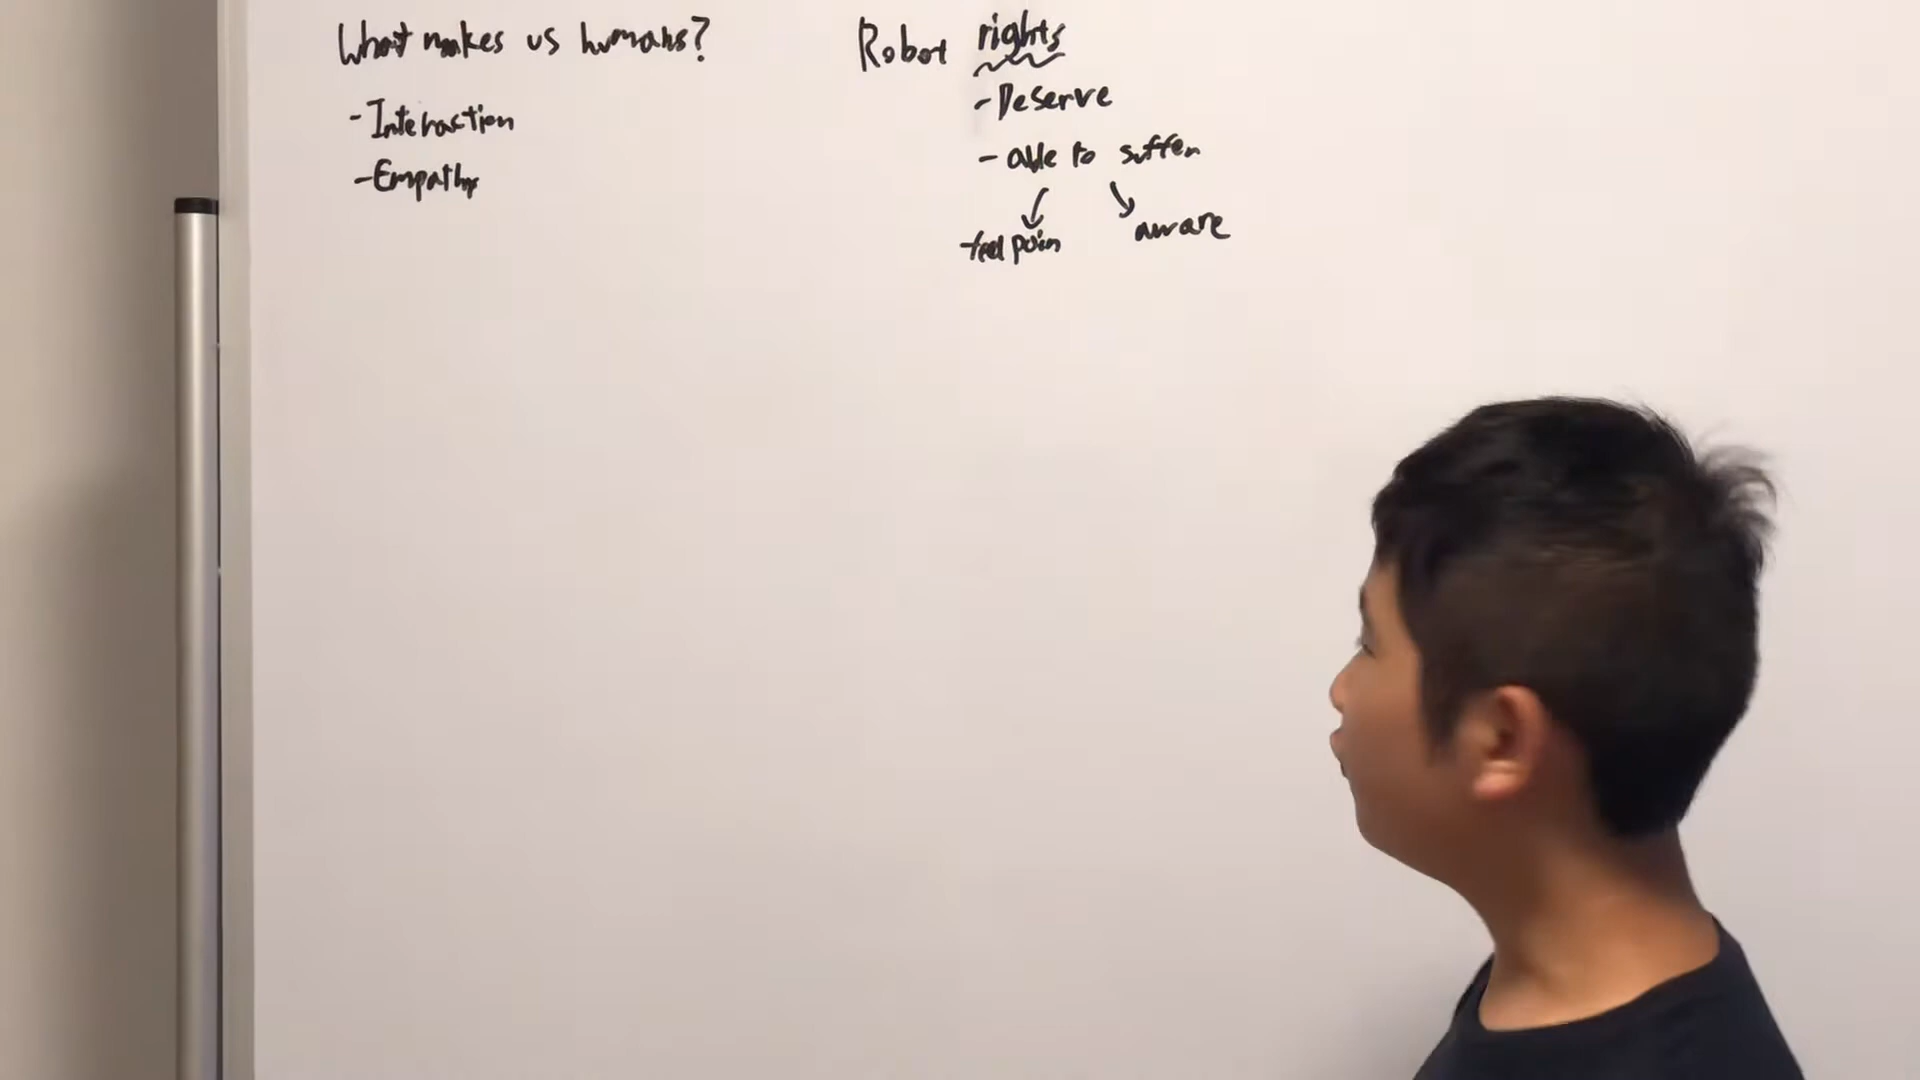 What makes us humans?
- Interaction
- Empathy
Robot rights
- Deserve
- able to suffer
feel pain
aware